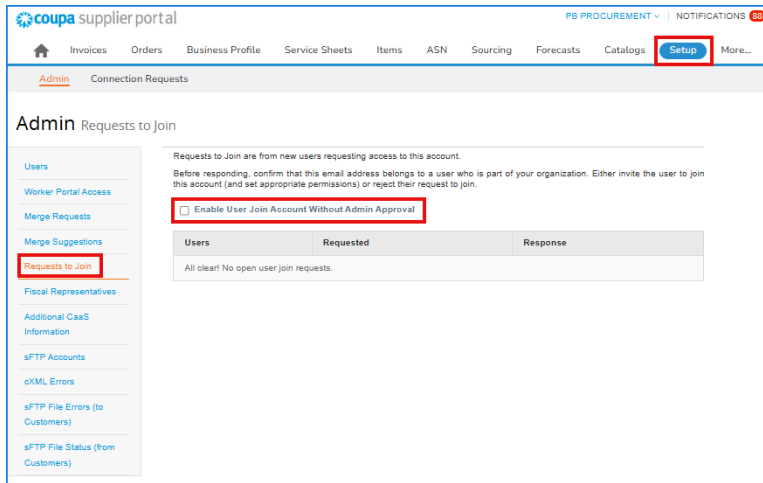 coupa supplier portal
PB PROCUREMENT NOTIFICATIONS 88
Invoices Orders Business Profile Service Sheets Items ASN Sourcing Forecasts Catalogs Setup More...
Admin Connection Requests
Admin Requests to Join
Users
Worker Portal Access
Merge Requests
Merge Suggestions
Requests to Join
Fiscal Representatives
Additional CaaS
Information
sFTP Accounts
cXML Errors
sFTP File Errors (to
Customers)
sFTP File Status (from
Customers)
Requests to Join are from new users requesting access to this account.
Before responding, confirm that this email address belongs to a user who is part of your organization. Either invite the user to join
this account (and set appropriate permissions) or reject their request to join.
Enable User Join Account Without Admin Approval
Users Requested Response
All clear! No open user join requests.